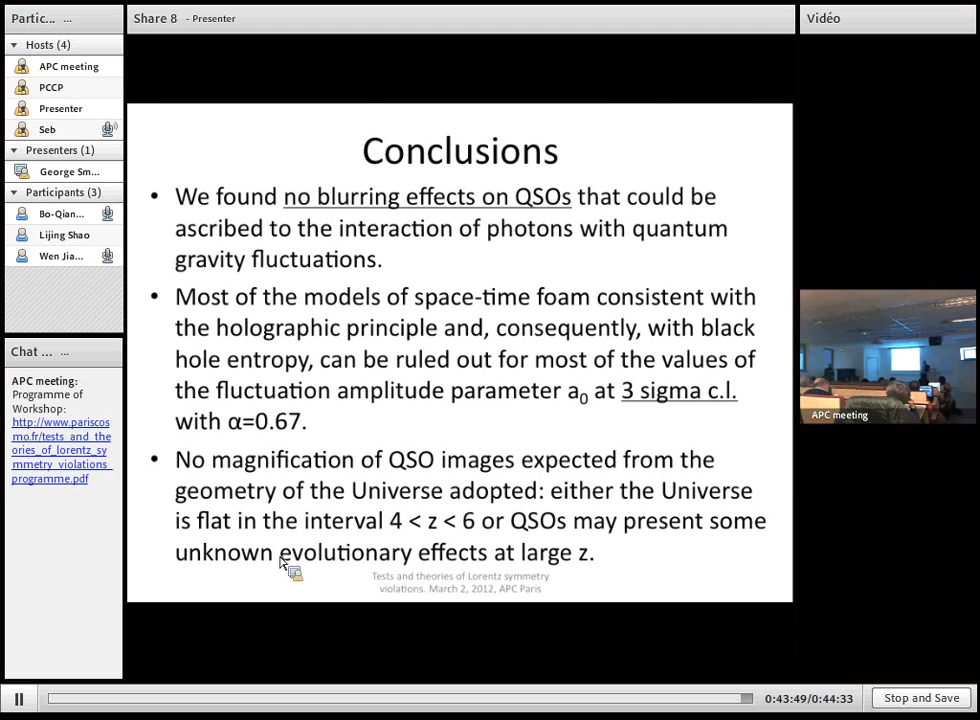 Partic... ...
Hosts (4)
APC meeting
PCCP
Presenter
Seb
Presenters (1)
George Sm...
Participants (3)
Bo-Qian...
Lijing Shao
Wen Jia...
Chat ... ...
APC meeting:
Programme of
Workshop:
http://www.pariscos
mo.fr/tests_and_the
ories_of_lorentz_sy
mmetry_violations_
programme.pdf
Share 8 - Presenter
Conclusions
• We found no blurring effects on QSOs that could be
ascribed to the interaction of photons with quantum
gravity fluctuations.
• Most of the models of space-time foam consistent with
the holographic principle and, consequently, with black
hole entropy, can be ruled out for most of the values of
the fluctuation amplitude parameter a₀ at 3 sigma c.l.
with α=0.67.
• No magnification of QSO images expected from the
geometry of the Universe adopted: either the Universe
is flat in the interval 4 < z < 6 or QSOs may present some
unknown evolutionary effects at large z.
Tests and theories of Lorentz symmetry
violations. March 2, 2012, APC Paris
Vidéo
APC meeting
0:43:49/0:44:33
Stop and Save